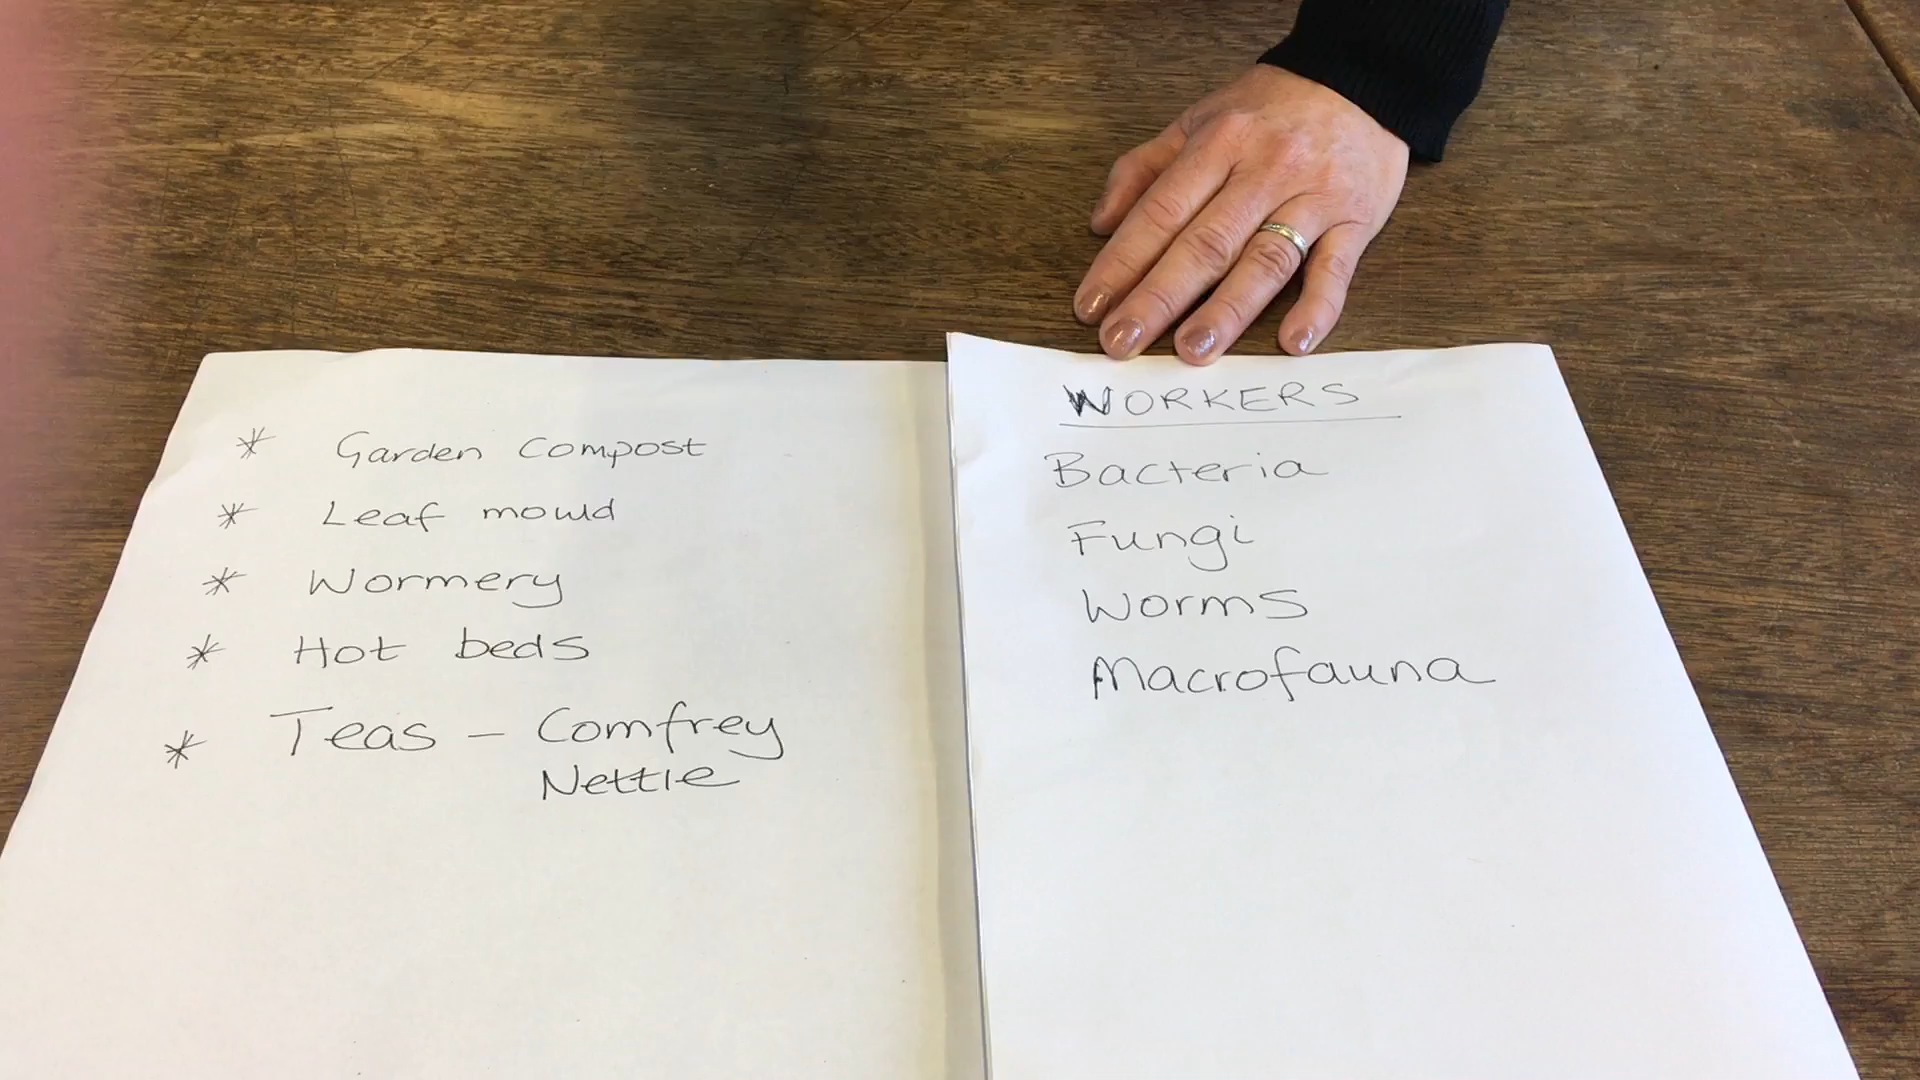 * Garden Compost
* Leaf mould
* Wormery
* Hot beds
* Teas - Comfrey
Nettle
WORKERS
Bacteria
Fungi
Worms
Macrofauna